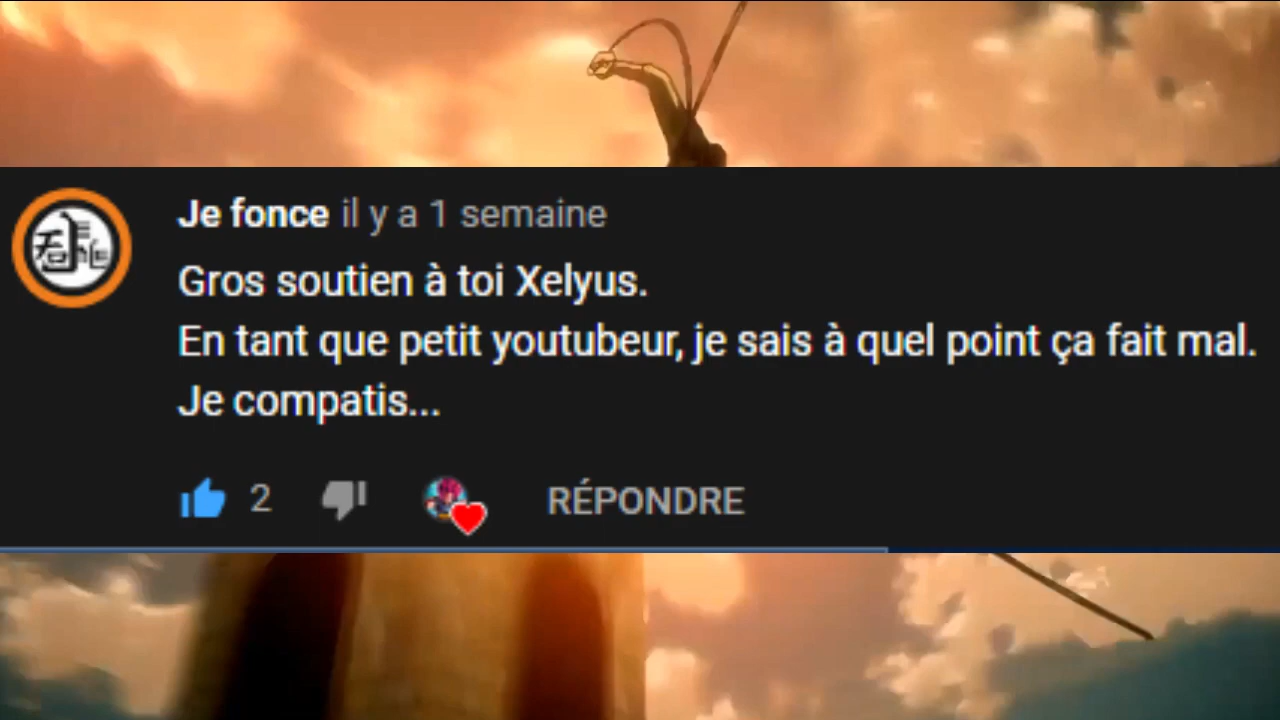 Je fonce il y a 1 semaine
Gros soutien à toi Xelyus.
En tant que petit youtubeur, je sais à quel point ça fait mal.
Je compatis...
2 RÉPONDRE